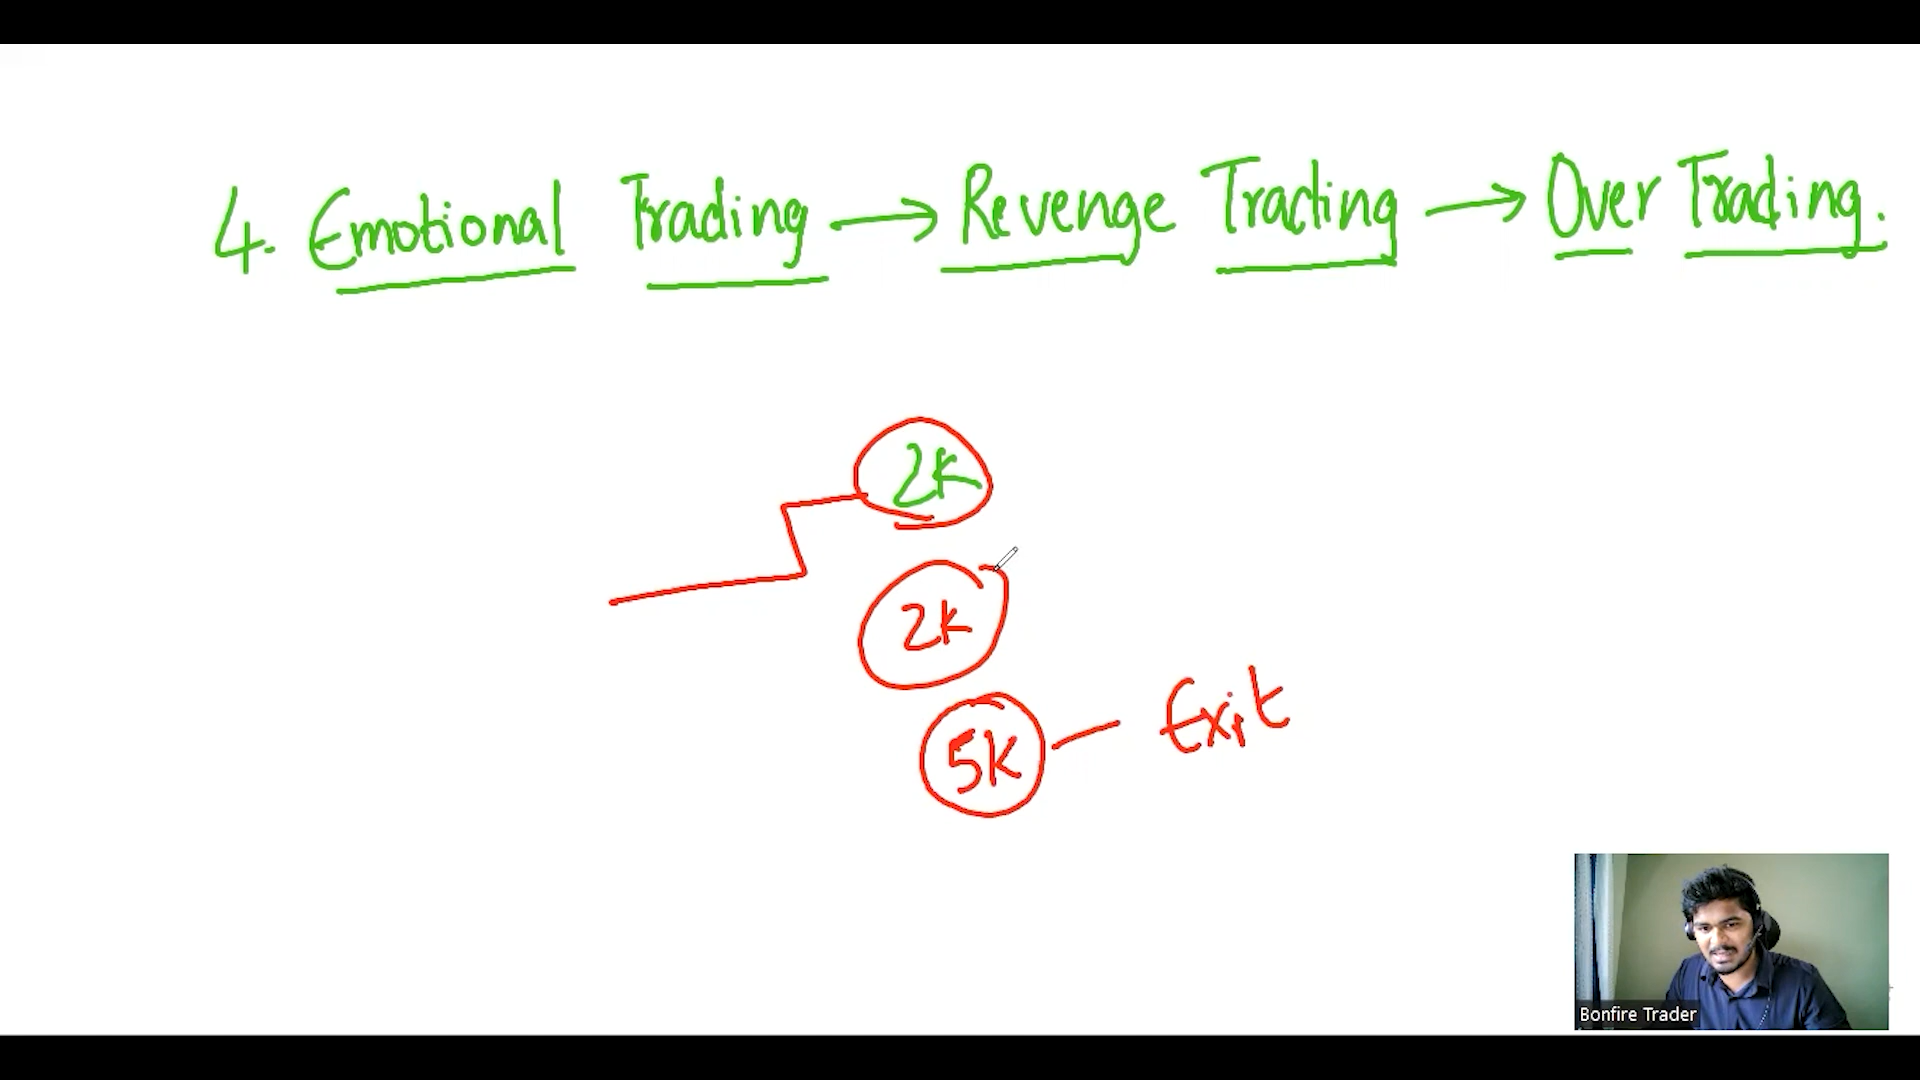 4. Emotional Trading → Revenge Trading → Over Trading.
2K
2K
5K — Exit
Bonfire Trader